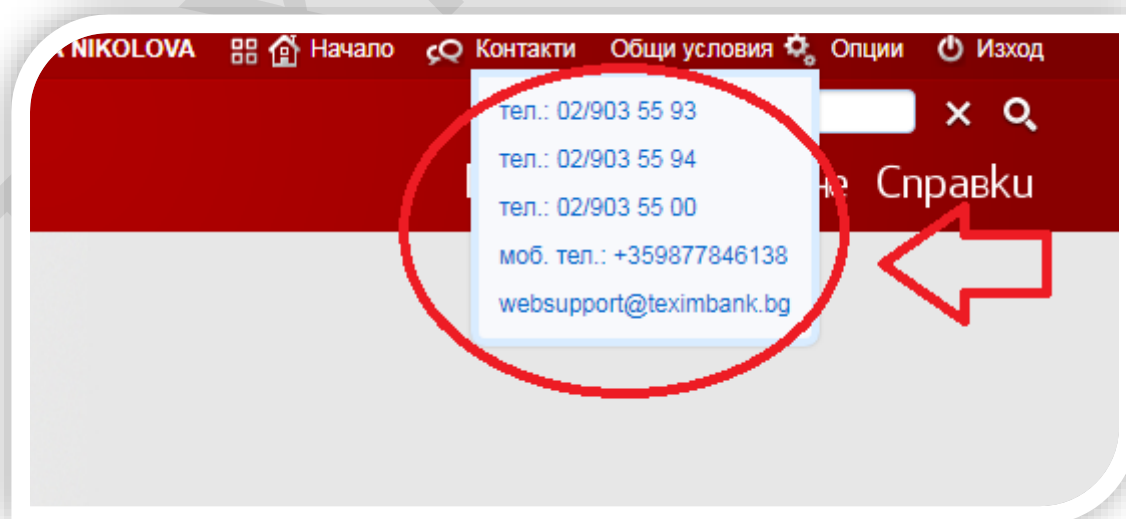 NIKOLOVA Начало Контакти Общи условия Опции Изход
тел.: 02/903 55 93
тел.: 02/903 55 94
тел.: 02/903 55 00
моб. тел.: +359877846138
websupport@teximbank.bg
Справки